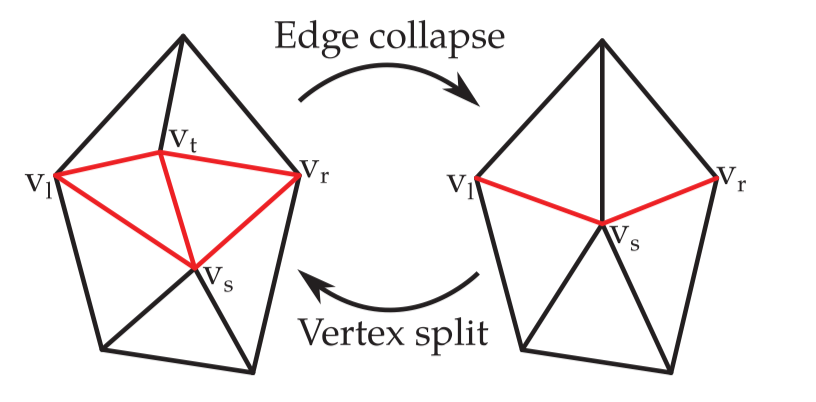 Edge collapse
vt
vl
vr
vs
vl
vr
vs
Vertex split